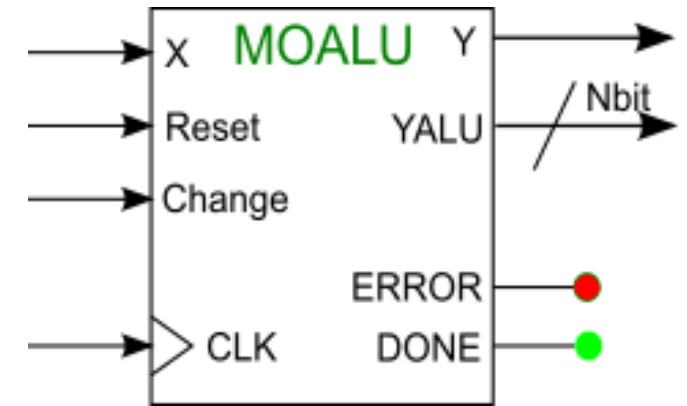 MOALU
X
Y
Nbit
Reset
YALU
Change
ERROR
CLK
DONE